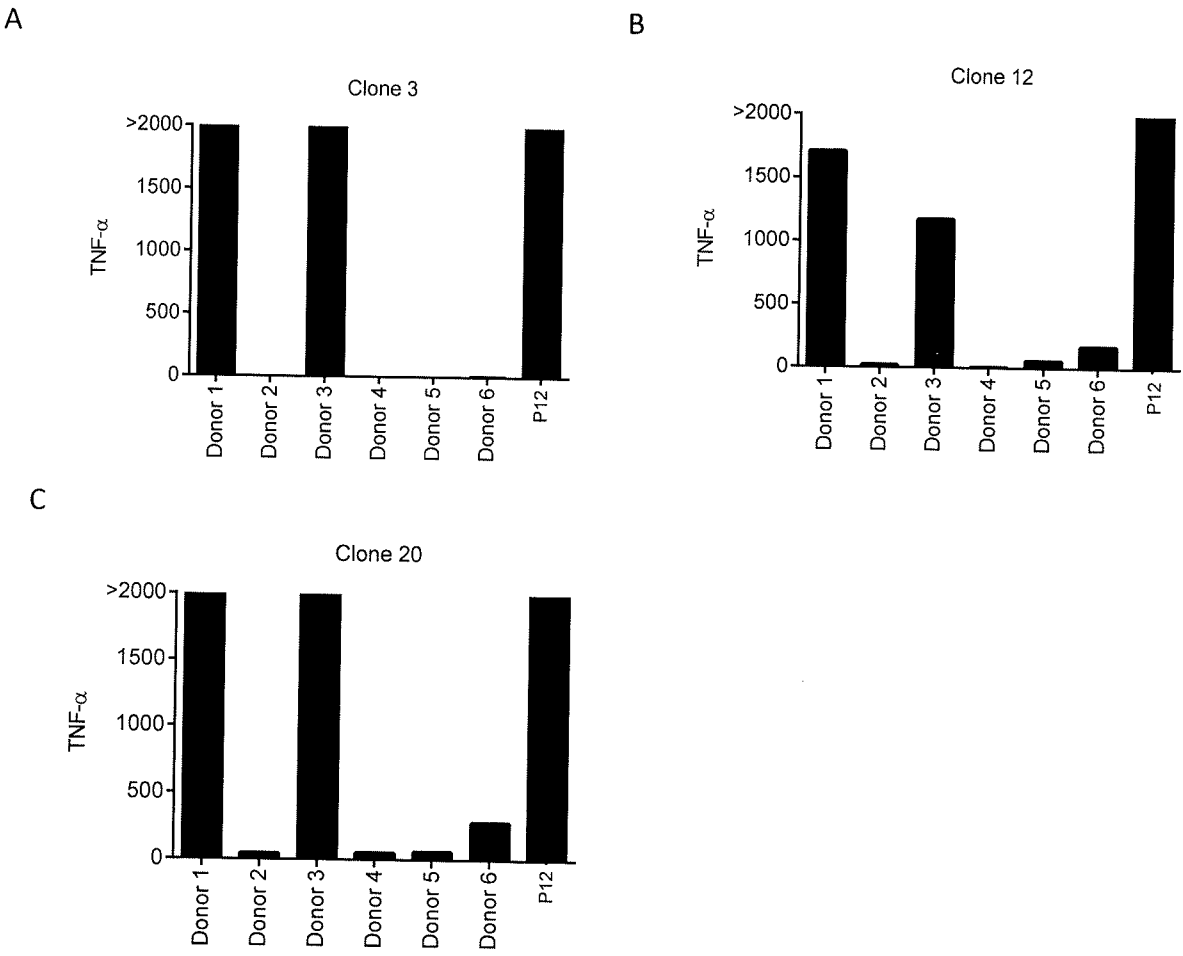 A
Clone 3
TNF-α
>2000
1500
1000
500
0
Donor 1
Donor 2
Donor 3
Donor 4
Donor 5
Donor 6
P12
B
Clone 12
TNF-α
>2000
1500
1000
500
0
Donor 1
Donor 2
Donor 3
Donor 4
Donor 5
Donor 6
P12
C
Clone 20
TNF-α
>2000
1500
1000
500
0
Donor 1
Donor 2
Donor 3
Donor 4
Donor 5
Donor 6
P12